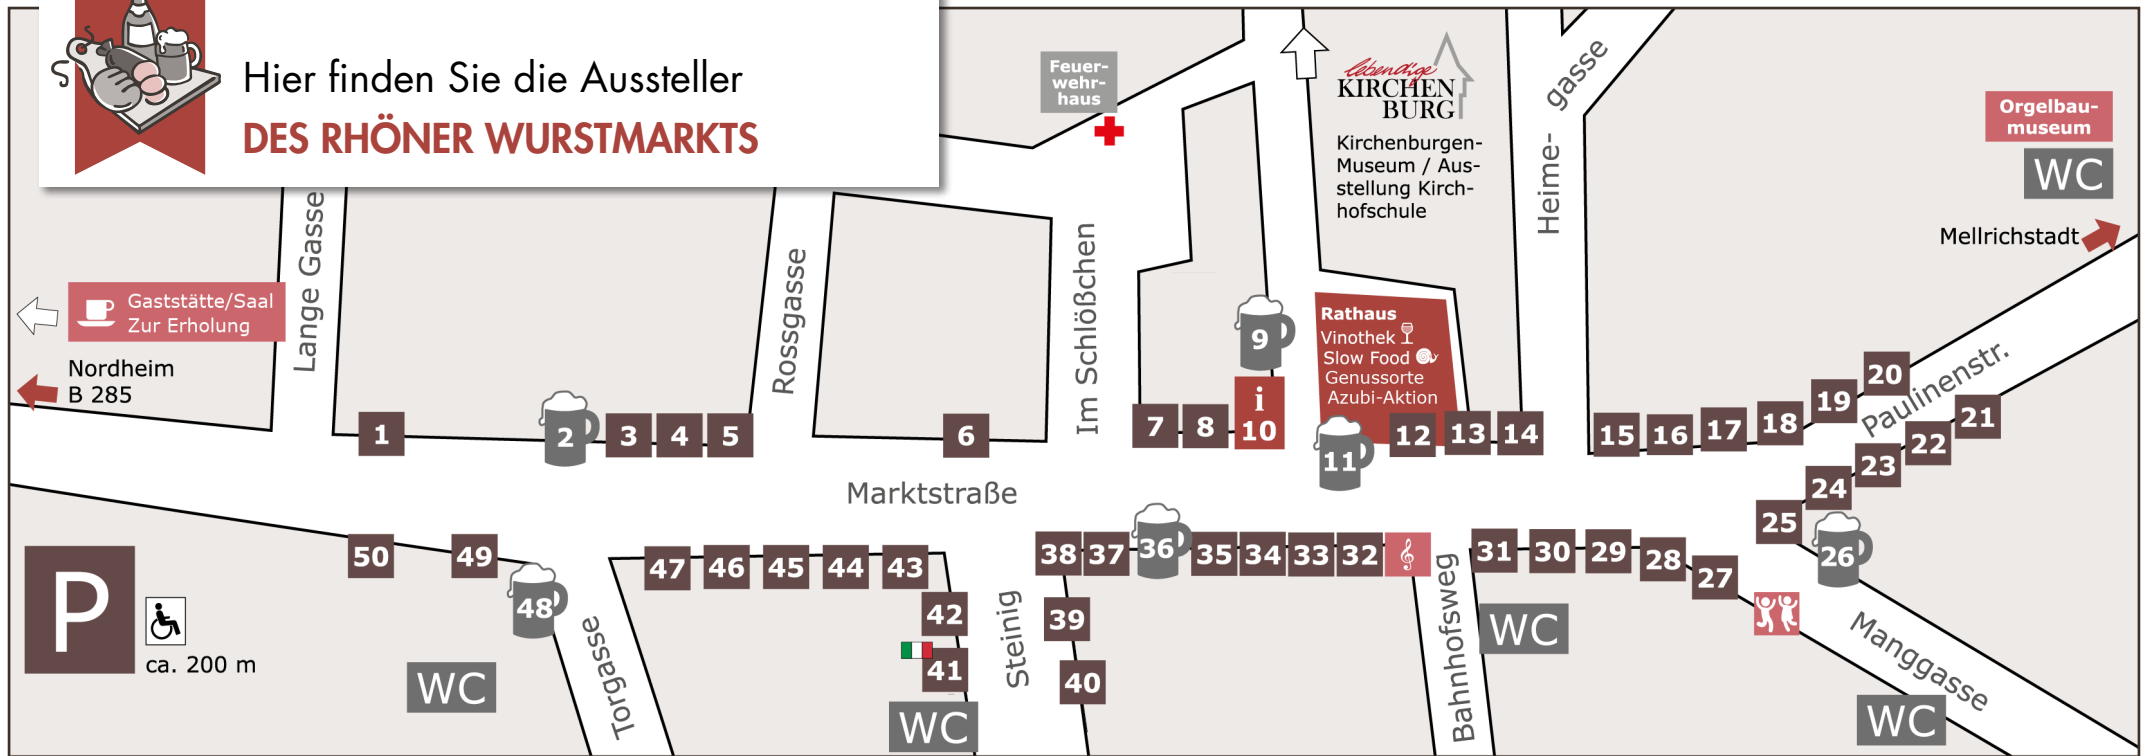 Hier finden Sie die Aussteller
DES RHÖNER WURSTMARKTS
Feuer-
wehr-
haus
lebendige
KIRCHEN
BURG
Kirchenburgen-
Museum / Aus-
stellung Kirch-
hofschule
Heime-
gasse
Orgelbau-
museum
WC
Mellrichstadt
Lange Gasse
Gaststätte/Saal
Zur Erholung
Nordheim
B 285
Rossgasse
Im Schlößchen
9
i
10
Rathaus
Vinothek
Slow Food
Genussorte
Azubi-Aktion
1
2
3
4
5
6
7
8
11
12
13
14
15
16
17
18
19
20
Paulinenstr.
21
22
23
24
25
26
Marktstraße
50
49
48
47
46
45
44
43
42
41
38
37
36
35
34
33
32
39
40
31
30
29
28
27
P
ca. 200 m
WC
Torgasse
WC
Steinig
Bahnhofsweg
WC
Manggasse
WC